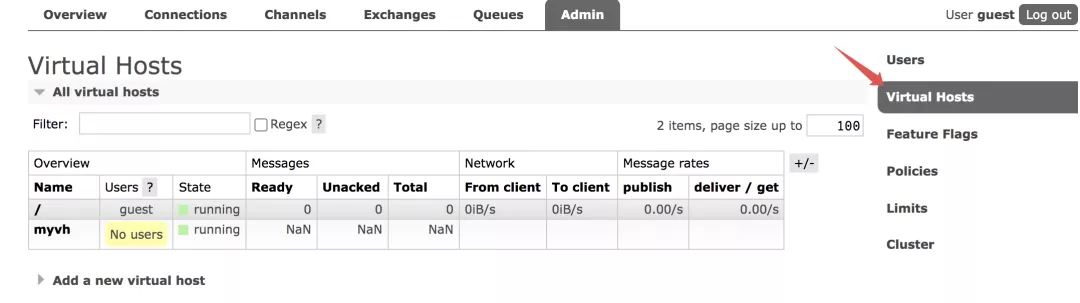 Overview Connections Channels Exchanges Queues Admin User guest Log out
Virtual Hosts
All virtual hosts
Filter: Regex ? 2 items, page size up to 100
Overview Messages Network Message rates +/-
Name Users ? State Ready Unacked Total From client To client publish deliver / get
/ guest running 0 0 0 0iB/s 0iB/s 0.00/s 0.00/s
myvh No users running NaN NaN NaN
Add a new virtual host
Users
Virtual Hosts
Feature Flags
Policies
Limits
Cluster